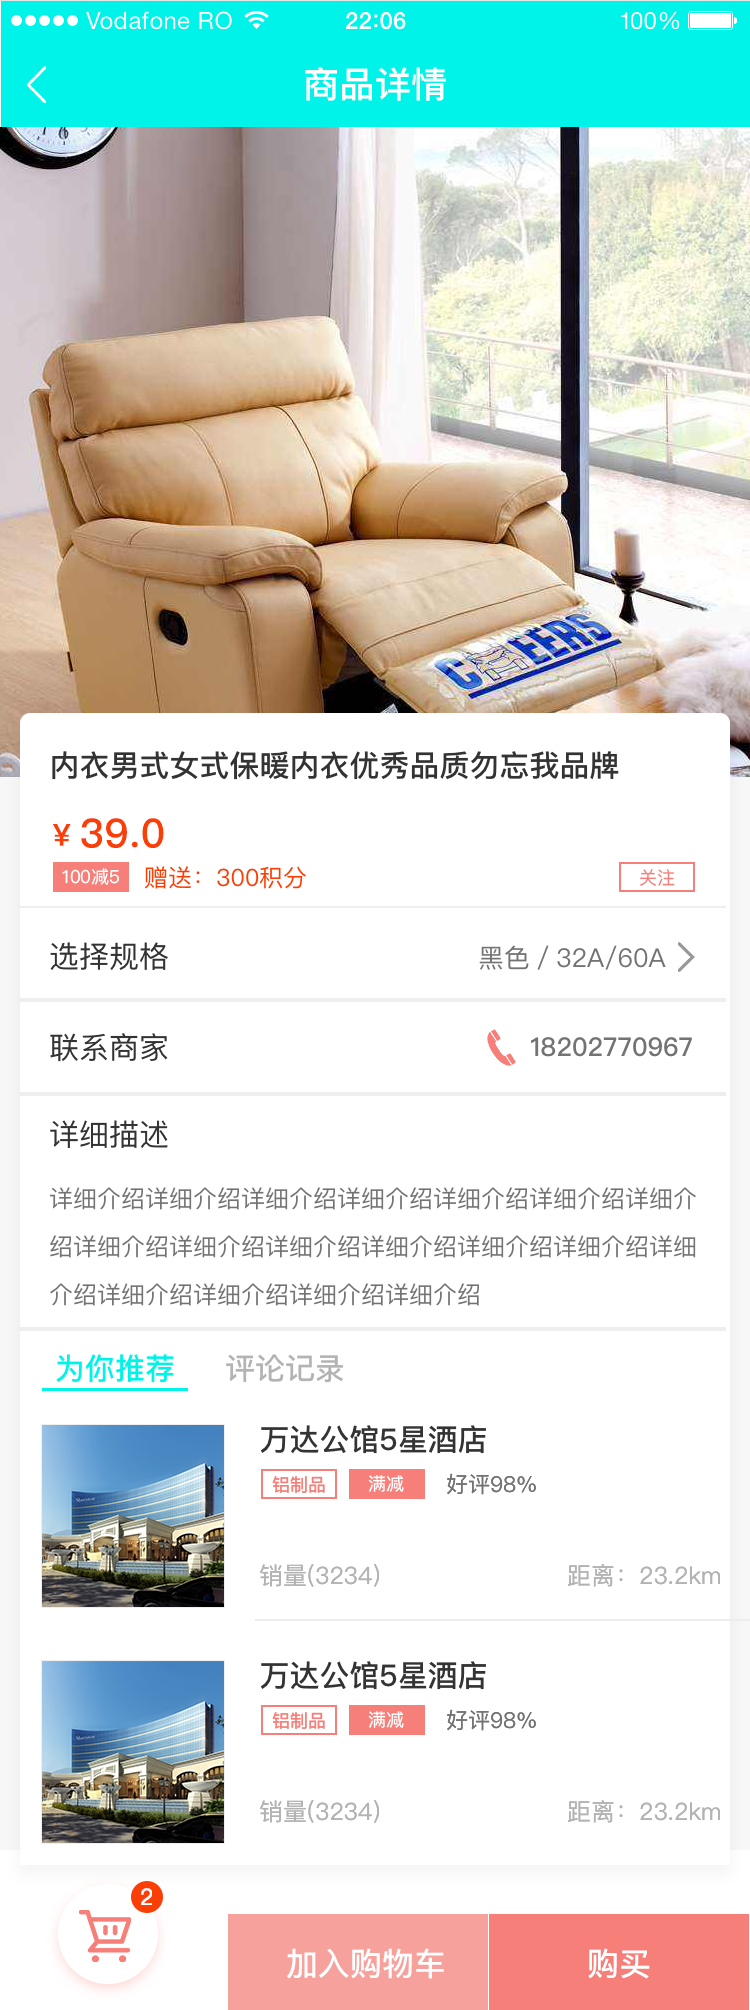 Vodafone RO
22:06
100%
商品详情
CHEERS
内衣男式女式保暖内衣优秀品质勿忘我品牌
¥ 39.0
100减5 赠送：300积分 关注
选择规格 黑色 / 32A/60A
联系商家 18202770967
详细描述
详细介绍详细介绍详细介绍详细介绍详细介绍详细介绍详细介
绍详细介绍详细介绍详细介绍详细介绍详细介绍详细介绍详细
介绍详细介绍详细介绍详细介绍详细介绍
为你推荐 评论记录
万达公馆5星酒店
铝制品 满减 好评98%
销量(3234) 距离：23.2km
万达公馆5星酒店
铝制品 满减 好评98%
销量(3234) 距离：23.2km
2
加入购物车 购买